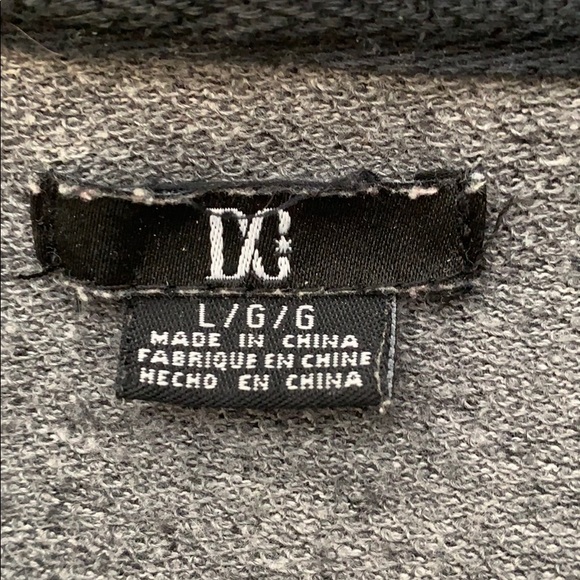 DC
L/G/G
MADE IN CHINA
FABRIQUE EN CHINE
HECHO EN CHINA